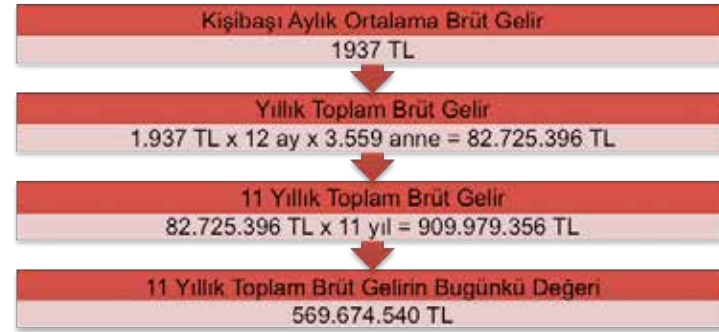 Kişibaşı Aylık Ortalama Brüt Gelir
1937 TL
Yıllık Toplam Brüt Gelir
1.937 TL x 12 ay x 3.559 anne = 82.725.396 TL
11 Yıllık Toplam Brüt Gelir
82.725.396 TL x 11 yıl = 909.979.356 TL
11 Yıllık Toplam Brüt Gelirin Bugünkü Değeri
569.674.540 TL